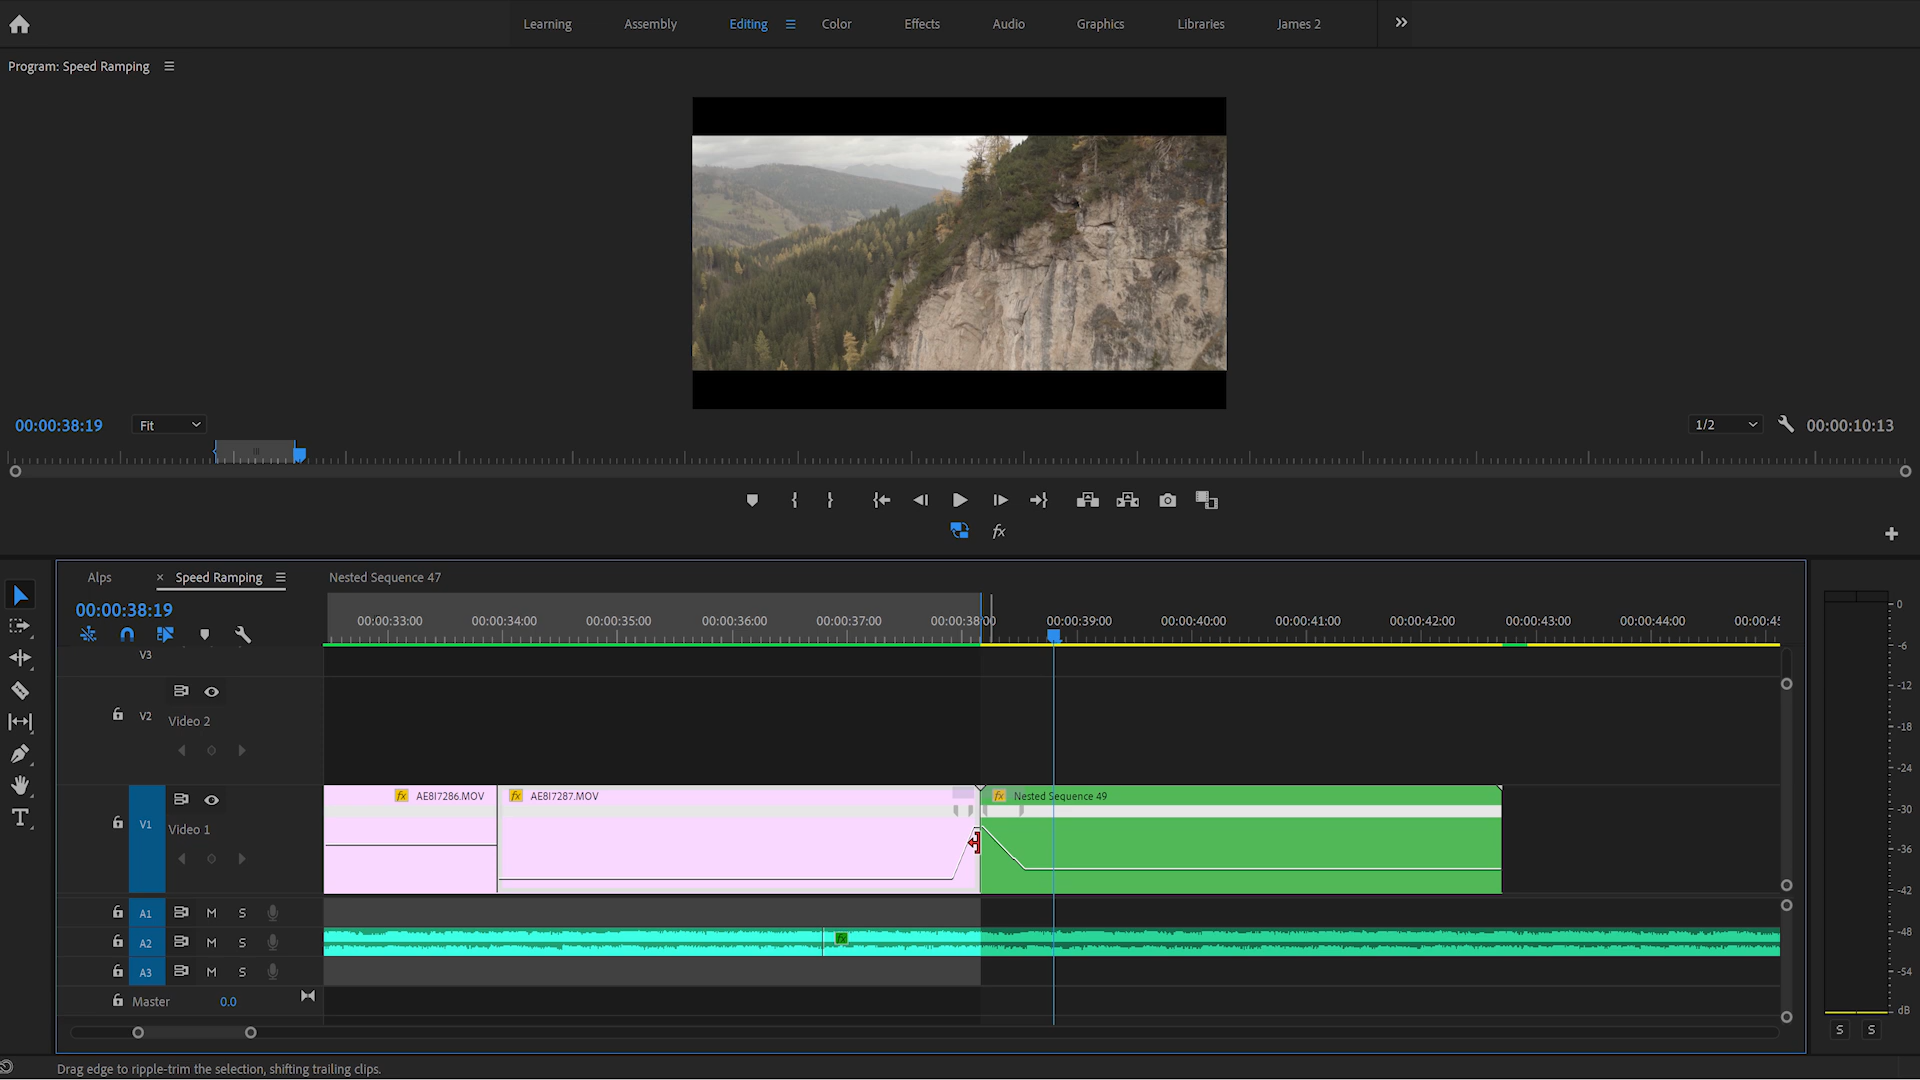 Learning Assembly Editing Color Effects Audio Graphics Libraries James 2
Program: Speed Ramping
00:00:38:19 Fit 1/2 00:00:10:13
fx
Alps × Speed Ramping Nested Sequence 47
00:00:38:19
00:00:33:00 00:00:34:00 00:00:35:00 00:00:36:00 00:00:37:00 00:00:38:00 00:00:39:00 00:00:40:00 00:00:41:00 00:00:42:00 00:00:43:00 00:00:44:00 00:00:45
V3
V2 Video 2
fx AE8I7286.MOV fx AE8I7287.MOV fx Nested Sequence 49
V1 Video 1
A1 M S
A2 M S fx
A3 M S
Master 0.0
0
-6
-12
-18
-24
-30
-36
-42
-48
-54
dB
S S
Drag edge to ripple-trim the selection, shifting trailing clips.